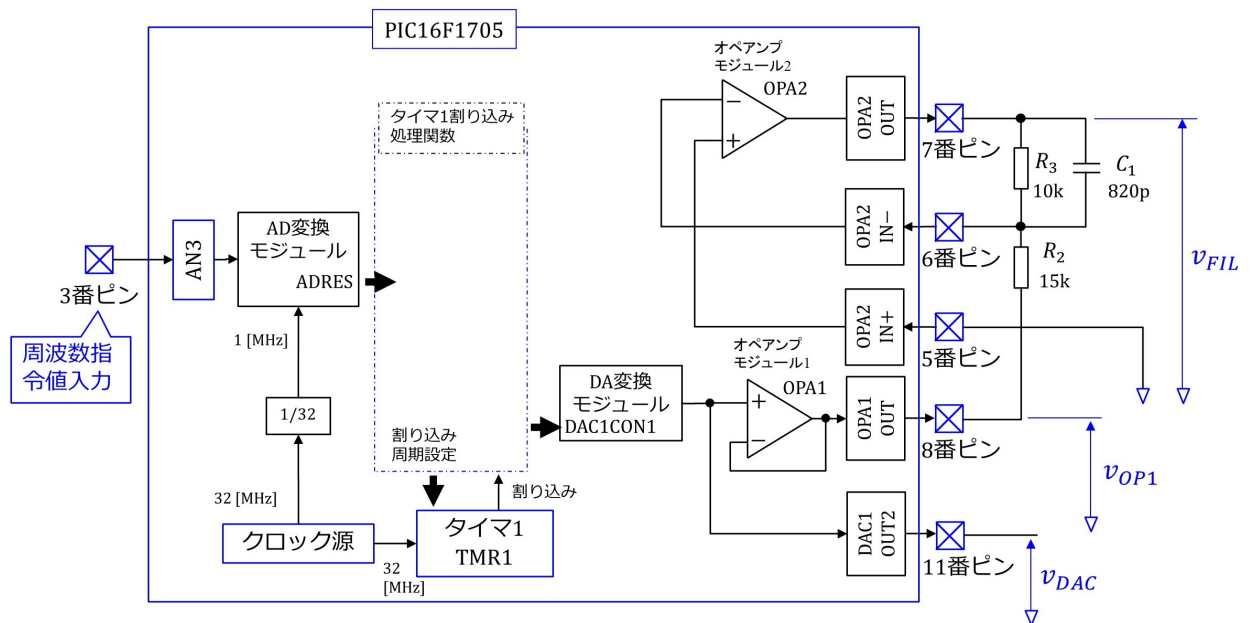 PIC16F1705
オペアンプ
モジュール2
OPA2
−
+
OPA2
OUT
7番ピン
R3
10k
C1
820p
タイマ1割り込み
処理関数
AN3
AD変換
モジュール
ADRES
3番ピン
周波数指
令値入力
1 [MHz]
1/32
32 [MHz]
クロック源
32
[MHz]
割り込み
周期設定
割り込み
タイマ1
TMR1
OPA2
IN−
6番ピン
R2
15k
vFIL
OPA2
IN+
5番ピン
DA変換
モジュール
DAC1CON1
オペアンプ
モジュール1
OPA1
+
−
OPA1
OUT
8番ピン
vOP1
DAC1
OUT2
11番ピン
vDAC